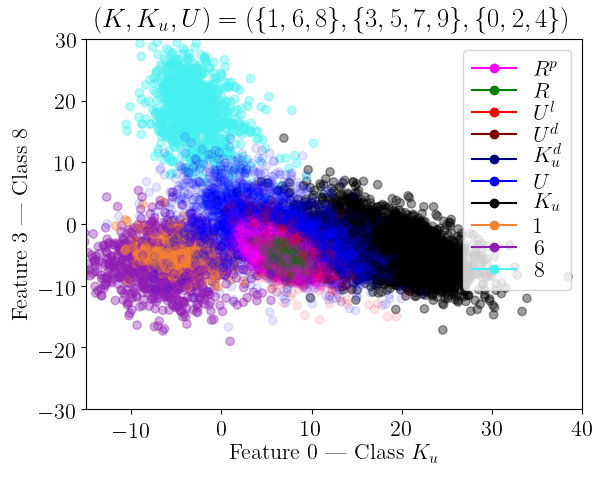 (K, K_u, U) = ({1, 6, 8}, {3, 5, 7, 9}, {0, 2, 4})
30
20
10
0
−10
−20
−30
Feature 3 — Class 8
R^p
R
U^l
U^d
K_u^d
U
K_u
1
6
8
−10
0
10
20
30
40
Feature 0 — Class K_u